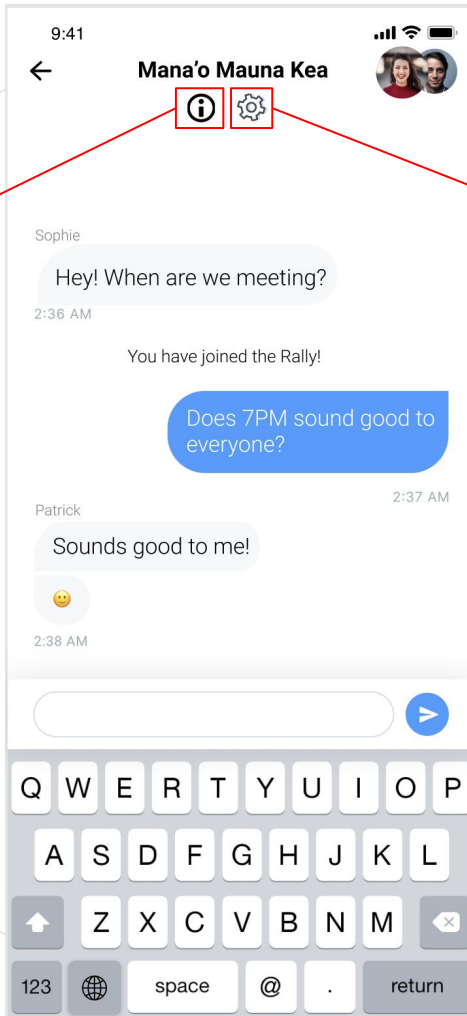 9:41
Mana’o Mauna Kea
Sophie
Hey! When are we meeting?
2:36 AM
You have joined the Rally!
Does 7PM sound good to
everyone?
2:37 AM
Patrick
Sounds good to me!
🙂
2:38 AM
Q W E R T Y U I O P
A S D F G H J K L
Z X C V B N M
123 space @ . return